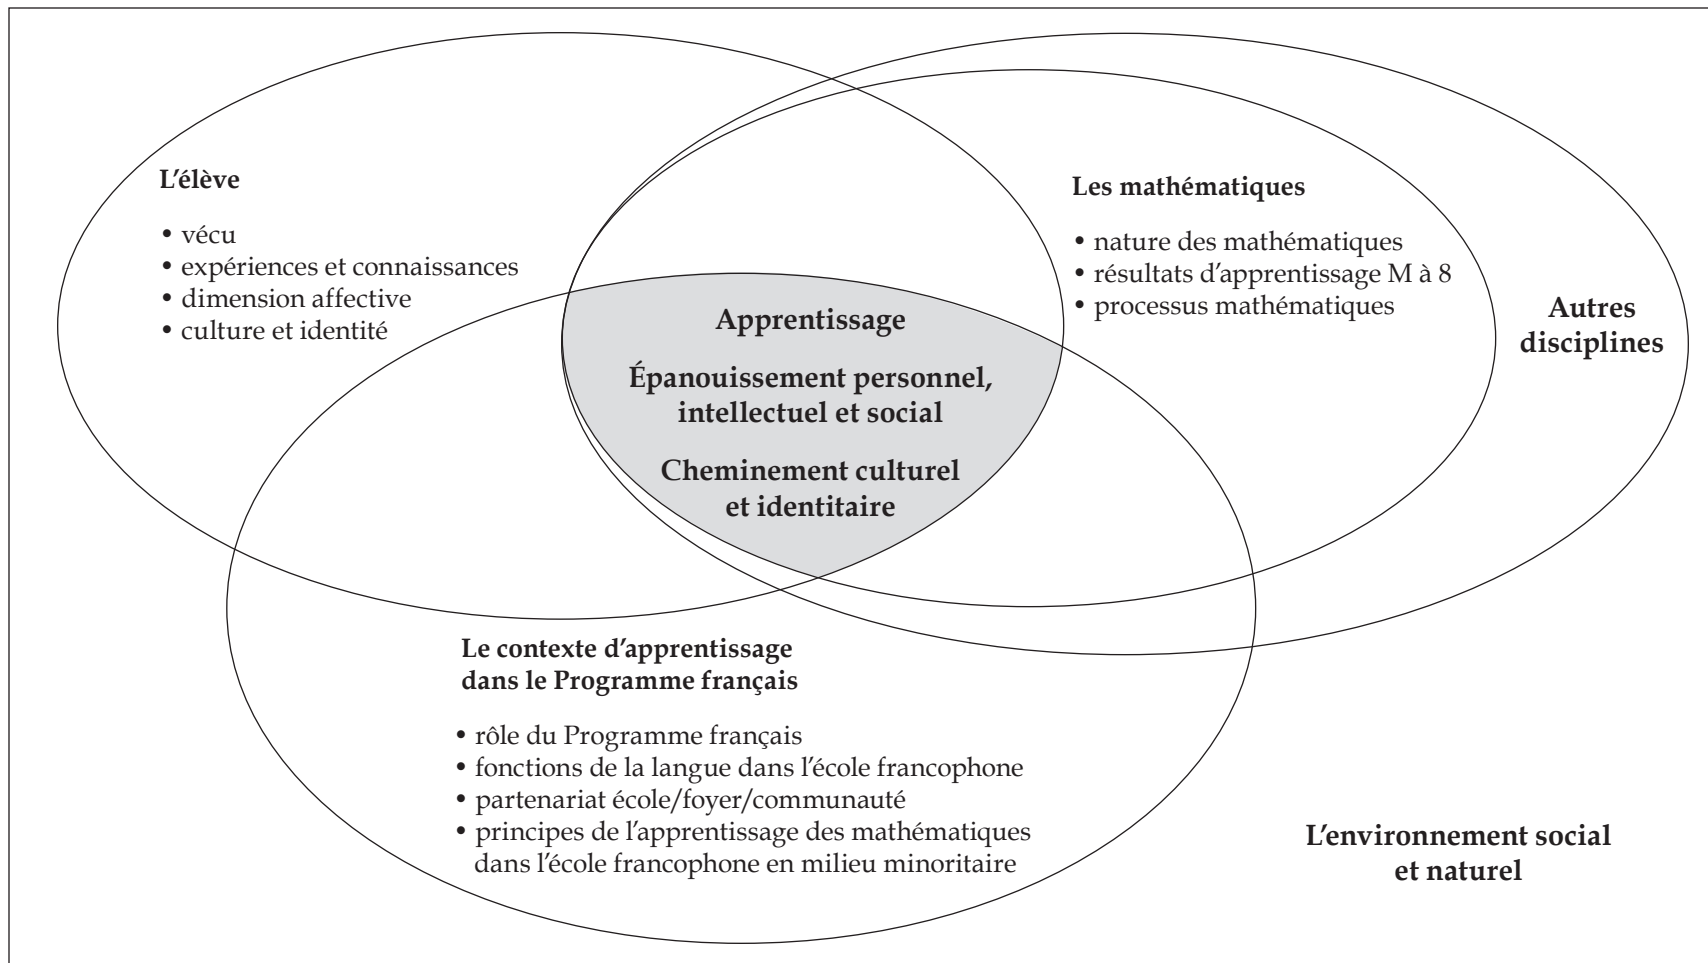 L'élève
• vécu
• expériences et connaissances
• dimension affective
• culture et identité
Les mathématiques
• nature des mathématiques
• résultats d'apprentissage M à 8
• processus mathématiques
Autres
disciplines
Apprentissage
Épanouissement personnel,
intellectuel et social
Cheminement culturel
et identitaire
Le contexte d'apprentissage
dans le Programme français
• rôle du Programme français
• fonctions de la langue dans l'école francophone
• partenariat école/foyer/communauté
• principes de l'apprentissage des mathématiques
dans l'école francophone en milieu minoritaire
L'environnement social
et naturel